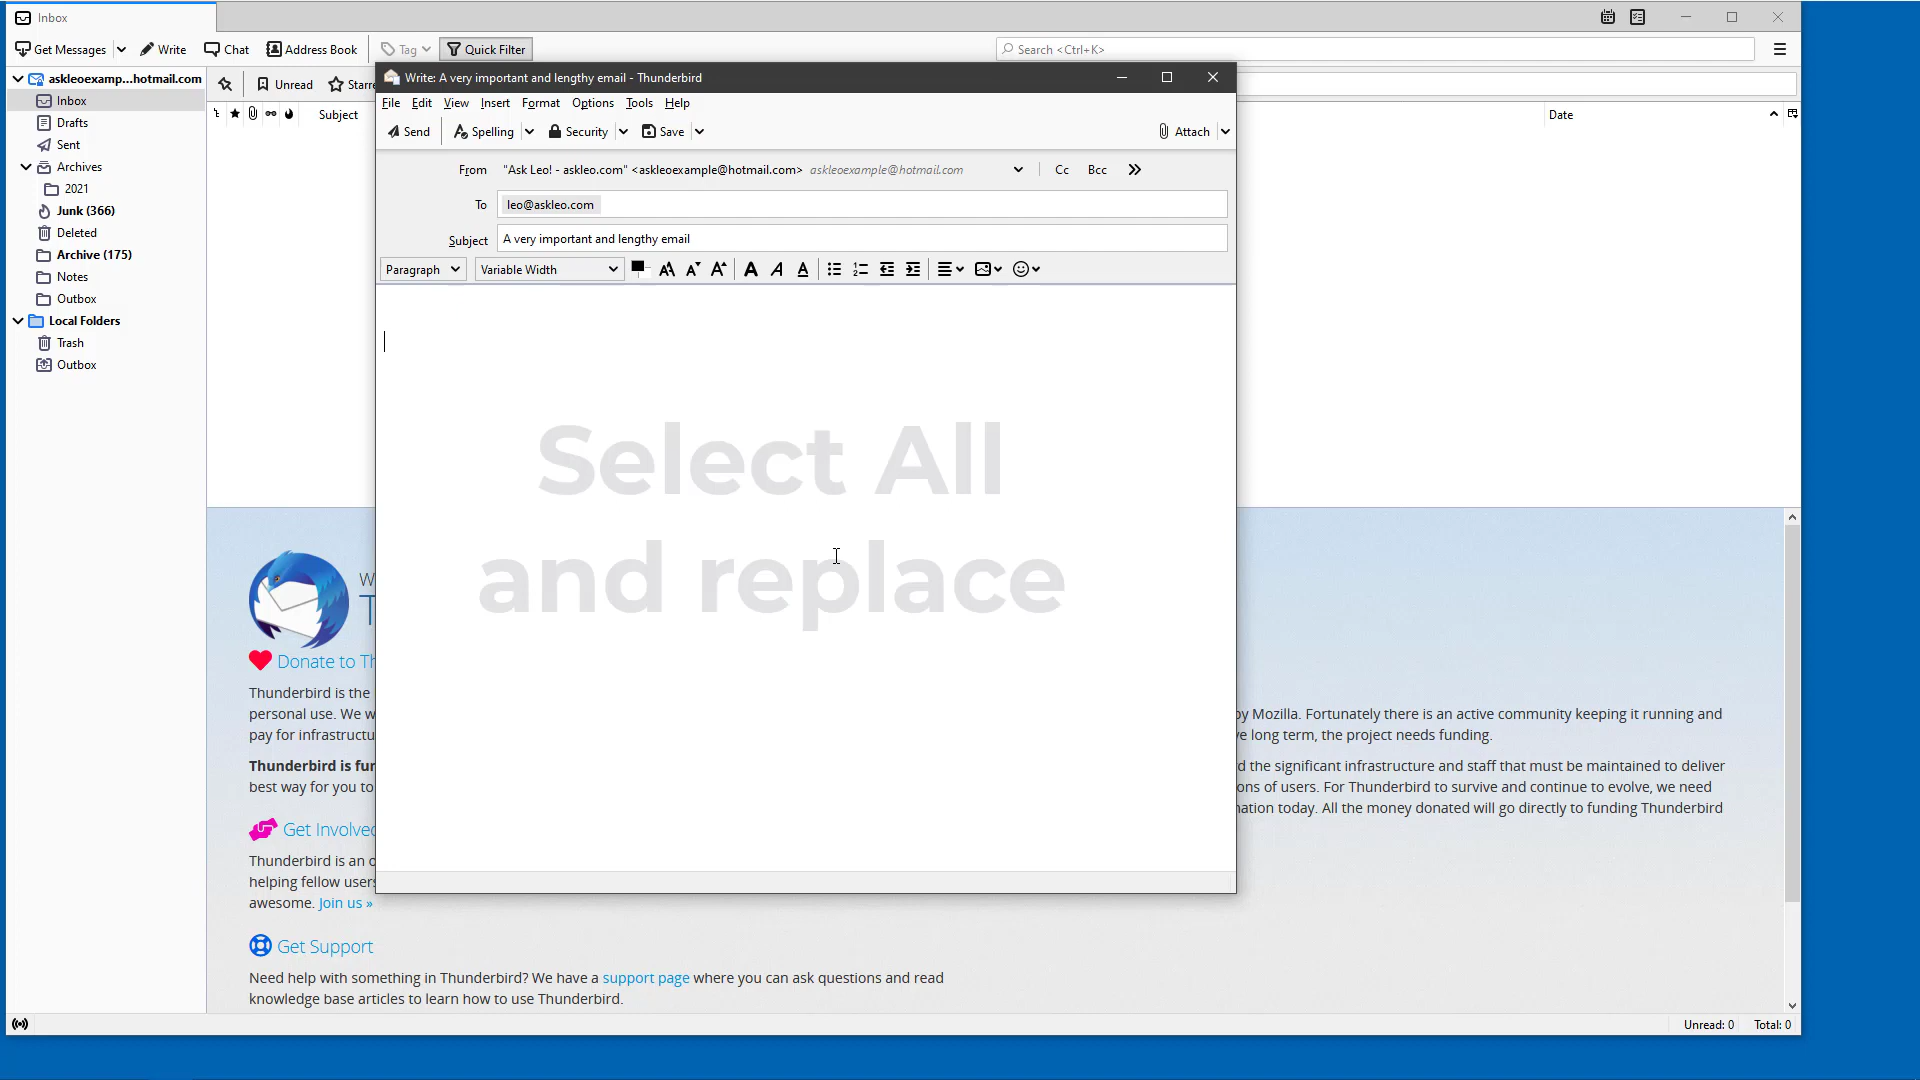 Inbox
Get Messages
Write
Chat
Address Book
Tag
Quick Filter
Search <Ctrl+K>
askleoexamp...hotmail.com
Inbox
Drafts
Sent
Archives
2021
Junk (366)
Deleted
Archive (175)
Notes
Outbox
Local Folders
Trash
Outbox
Unread
Starre
Subject
Date
Write: A very important and lengthy email - Thunderbird
File Edit View Insert Format Options Tools Help
Send
Spelling
Security
Save
Attach
From "Ask Leo! - askleo.com" <askleoexample@hotmail.com> askleoexample@hotmail.com
Cc Bcc
To leo@askleo.com
Subject A very important and lengthy email
Paragraph
Variable Width
Select All
and replace
W
T
Donate to Th
Thunderbird is the
by Mozilla. Fortunately there is an active community keeping it running and
personal use. We w
pay for infrastructu
ve long term, the project needs funding.
Thunderbird is fun
rd the significant infrastructure and staff that must be maintained to deliver
best way for you to
ons of users. For Thunderbird to survive and continue to evolve, we need
nation today. All the money donated will go directly to funding Thunderbird
Get Involved
Thunderbird is an o
helping fellow users
awesome. Join us »
Get Support
Need help with something in Thunderbird? We have a support page where you can ask questions and read
knowledge base articles to learn how to use Thunderbird.
Unread: 0
Total: 0